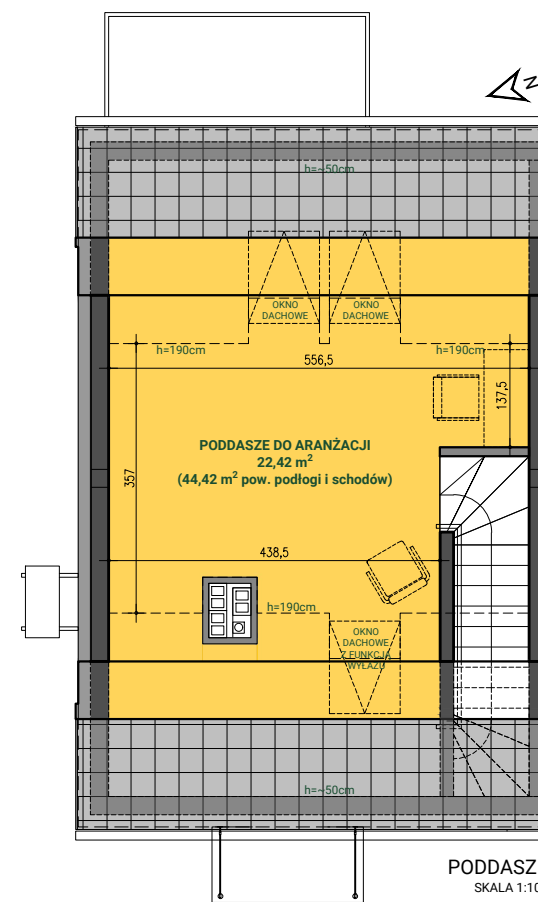 N
h=~50cm
OKNO
DACHOWE
OKNO
DACHOWE
h=190cm
h=190cm
556,5
137,5
PODDASZE DO ARANŻACJI
22,42 m²
(44,42 m² pow. podłogi i schodów)
357
438,5
h=190cm
OKNO
DACHOWE
Z FUNKCJĄ
WYŁAZU
h=~50cm
PODDASZ
SKALA 1:10